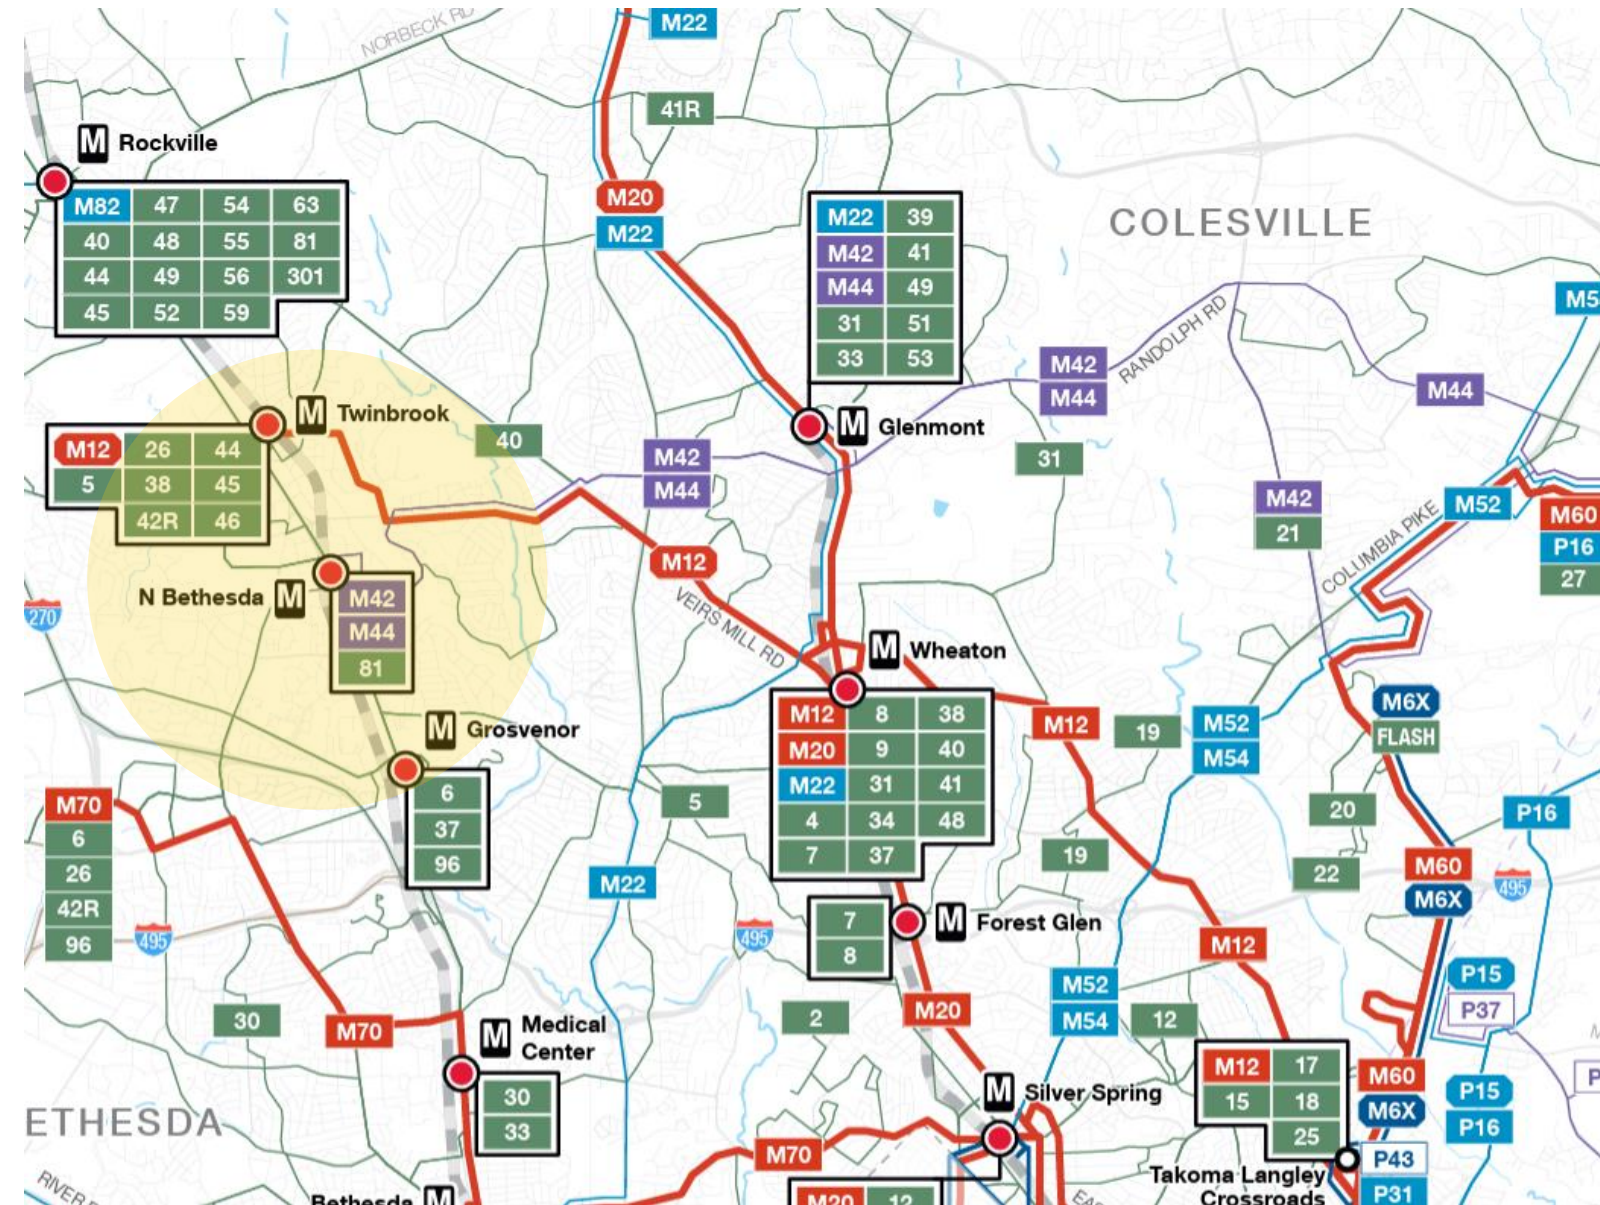 NORBECK RD
M22
41R
M Rockville
M82 47 54 63
40 48 55 81
44 49 56 301
45 52 59
M20
M22
M22 39
M42 41
M44 49
31 51
33 53
COLESVILLE
RANDOLPH RD
M42
M44
M44
M Twinbrook
M12 26 44
5 38 45
42R 46
40
M42
M44
M Glenmont
31
M42
21
COLUMBIA PIKE
M52
M60
P16
27
M12
VEIRS MILL RD
270
N Bethesda M
M42
M44
81
M Wheaton
M12 8 38
M20 9 40
M22 31 41
4 34 48
7 37
M12
19
M52
M54
M6X
FLASH
M Grosvenor
6
37
96
M70
6
26
42R
96
5
20
P16
19
22
M60
M6X
495
M22
495
495
7
8
M Forest Glen
M12
P15
P37
M52
M54
M20
2
12
30
M70
M Medical
Center
30
33
M Silver Spring
M12 17
15 18
25
M60
M6X
P15
P16
ETHESDA
M70
Takoma Langley
Crossroads
P43
P31
Bethesda M
M20 12
RIVER